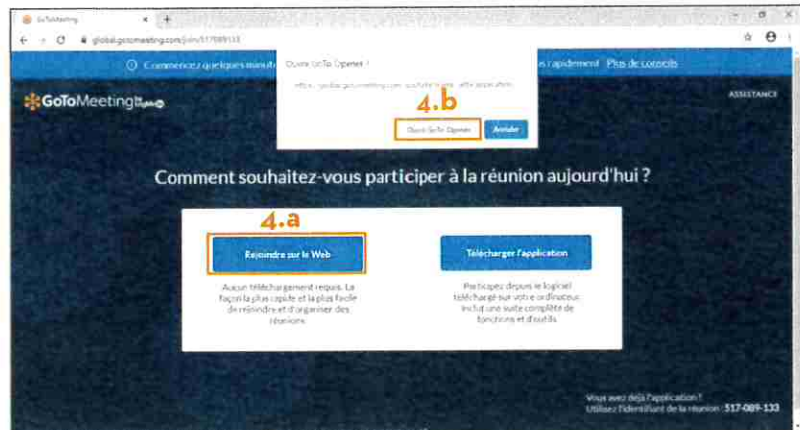 GoToMeeting
global.gotomeeting.com/join/517089133
Commencez quelques minut
Ouvrir GoTo Opener ?
us rapidement Plus de conseils
GoToMeeting
ASSISTANCE
4.b
Ouvrir GoTo Opener
Annuler
Comment souhaitez-vous participer à la réunion aujourd'hui ?
4.a
Rejoindre sur le Web
Télécharger l'application
Aucun téléchargement requis. La
façon la plus rapide et la plus facile
de rejoindre et d'organiser des
réunions.
Participez depuis le logiciel
téléchargé sur votre ordinateur.
Inclut une suite complète de
fonctions et d'outils.
Vous avez déjà l'application ?
Utilisez l'identifiant de la réunion : 517-089-133